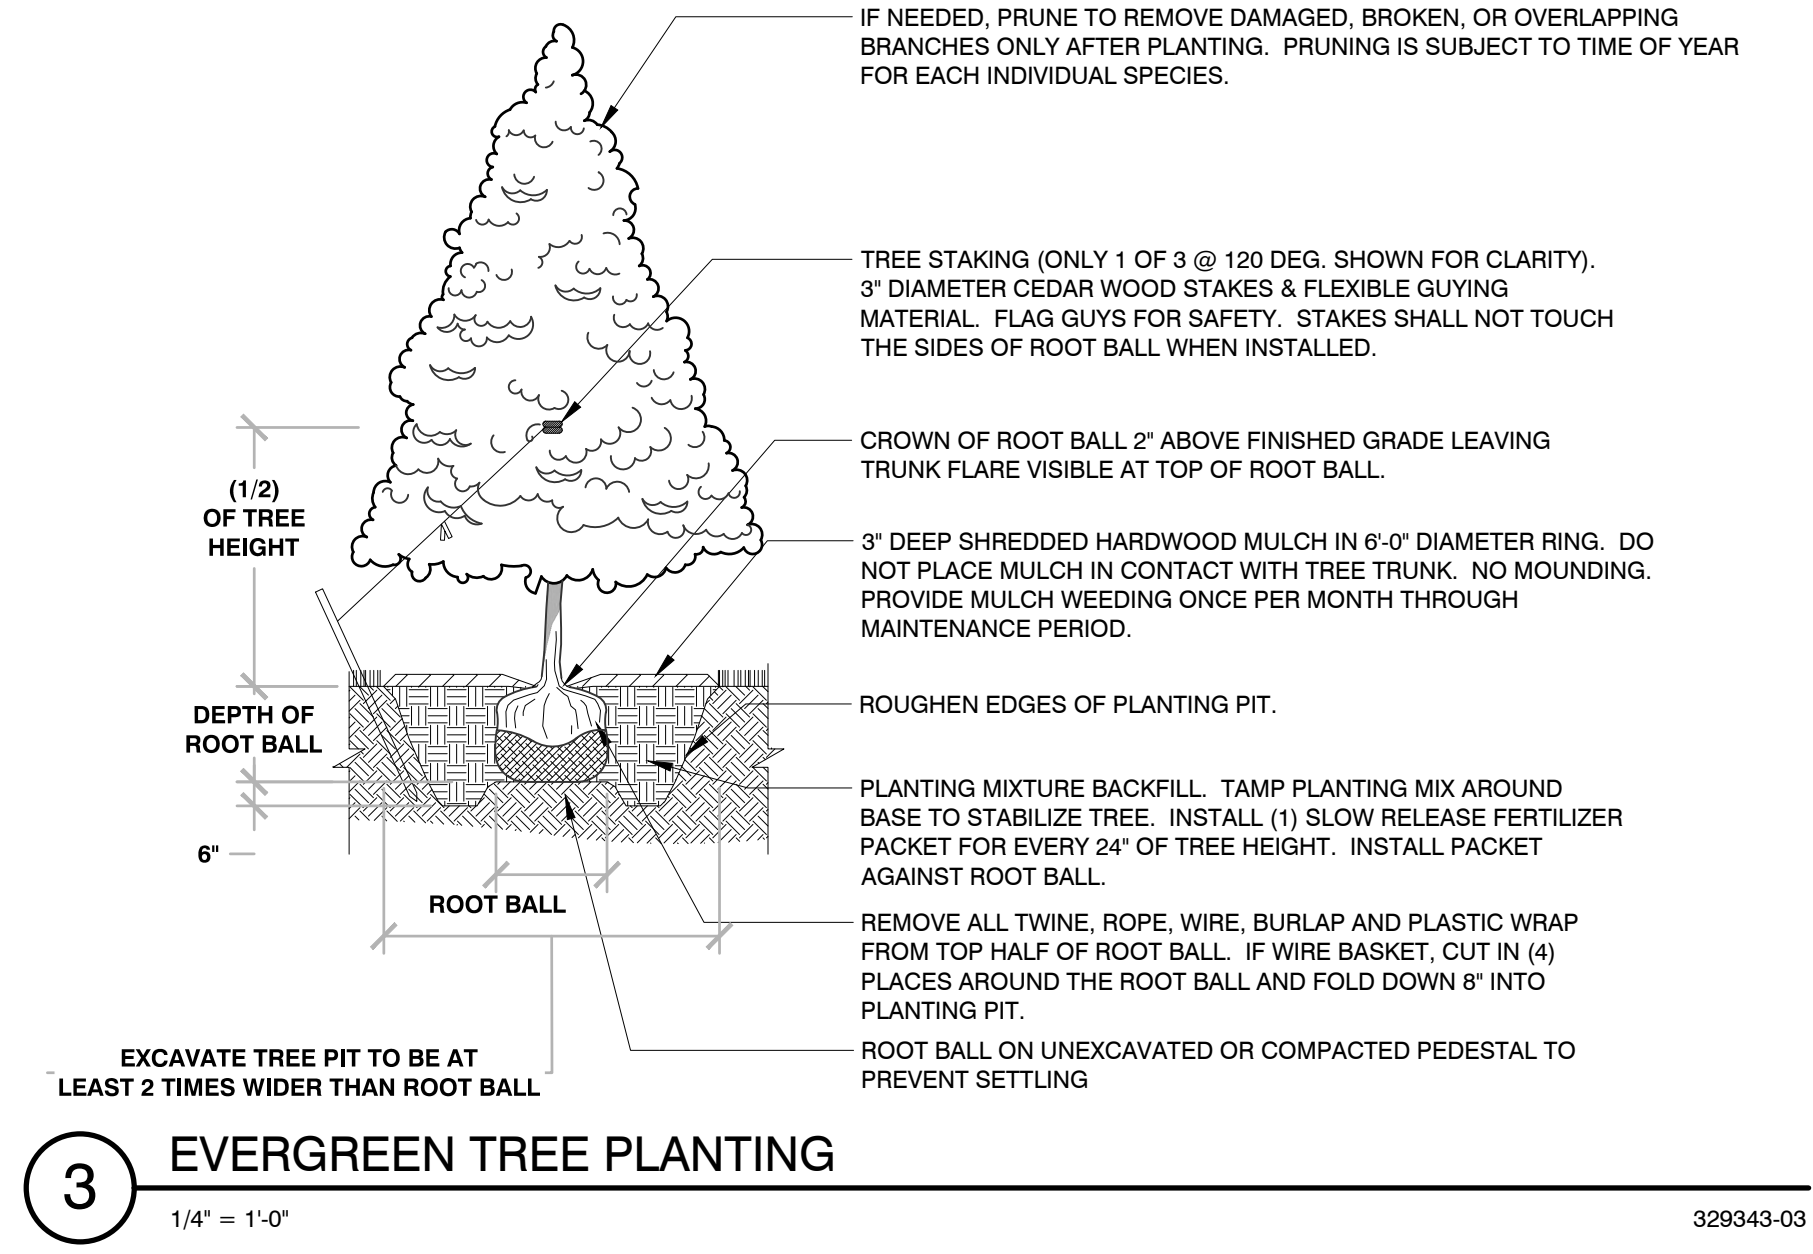 IF NEEDED, PRUNE TO REMOVE DAMAGED, BROKEN, OR OVERLAPPING
BRANCHES ONLY AFTER PLANTING.  PRUNING IS SUBJECT TO TIME OF YEAR
FOR EACH INDIVIDUAL SPECIES.
TREE STAKING (ONLY 1 OF 3 @ 120 DEG. SHOWN FOR CLARITY).
3" DIAMETER CEDAR WOOD STAKES & FLEXIBLE GUYING
MATERIAL.  FLAG GUYS FOR SAFETY.  STAKES SHALL NOT TOUCH
THE SIDES OF ROOT BALL WHEN INSTALLED.
CROWN OF ROOT BALL 2" ABOVE FINISHED GRADE LEAVING
TRUNK FLARE VISIBLE AT TOP OF ROOT BALL.
(1/2)
OF TREE
HEIGHT
3" DEEP SHREDDED HARDWOOD MULCH IN 6'-0" DIAMETER RING.  DO
NOT PLACE MULCH IN CONTACT WITH TREE TRUNK.  NO MOUNDING.
PROVIDE MULCH WEEDING ONCE PER MONTH THROUGH
MAINTENANCE PERIOD.
DEPTH OF
ROOT BALL
ROUGHEN EDGES OF PLANTING PIT.
PLANTING MIXTURE BACKFILL.  TAMP PLANTING MIX AROUND
BASE TO STABILIZE TREE.  INSTALL (1) SLOW RELEASE FERTILIZER
PACKET FOR EVERY 24" OF TREE HEIGHT.  INSTALL PACKET
AGAINST ROOT BALL.
6"
ROOT BALL
REMOVE ALL TWINE, ROPE, WIRE, BURLAP AND PLASTIC WRAP
FROM TOP HALF OF ROOT BALL.  IF WIRE BASKET, CUT IN (4)
PLACES AROUND THE ROOT BALL AND FOLD DOWN 8" INTO
PLANTING PIT.
ROOT BALL ON UNEXCAVATED OR COMPACTED PEDESTAL TO
PREVENT SETTLING
EXCAVATE TREE PIT TO BE AT
LEAST 2 TIMES WIDER THAN ROOT BALL
3
EVERGREEN TREE PLANTING
1/4" = 1'-0"
329343-03